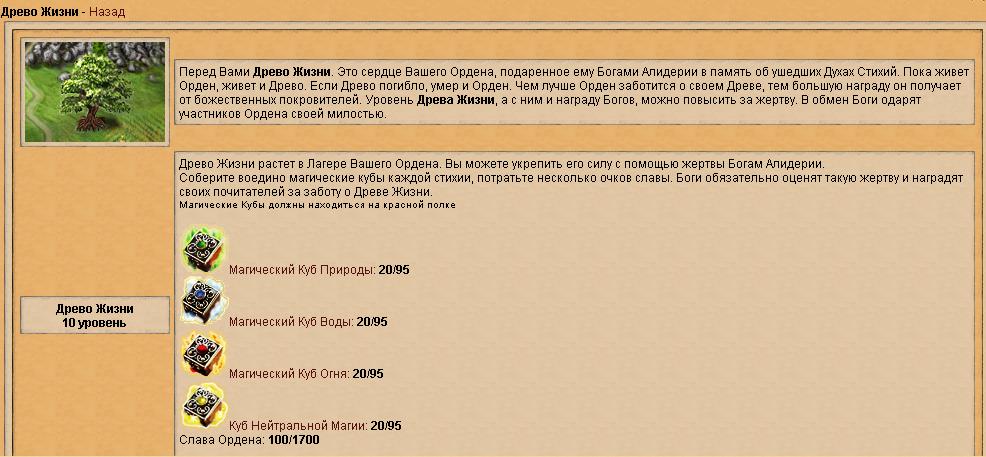 Древо Жизни - Назад
Перед Вами Древо Жизни. Это сердце Вашего Ордена, подаренное ему Богами Алидерии в память об ушедших Духах Стихий. Пока живет
Орден, живет и Древо. Если Древо погибло, умер и Орден. Чем лучше Орден заботится о своем Древе, тем большую награду он получает
от божественных покровителей. Уровень Древа Жизни, а с ним и награду Богов, можно повысить за жертву. В обмен Боги одарят
участников Ордена своей милостью.
Древо Жизни растет в Лагере Вашего Ордена. Вы можете укрепить его силу с помощью жертвы Богам Алидерии.
Соберите воедино магические кубы каждой стихии, потратьте несколько очков славы. Боги обязательно оценят такую жертву и наградят
своих почитателей за заботу о Древе Жизни.
Магические Кубы должны находиться на красной полке
Магический Куб Природы: 20/95
Древо Жизни
10 уровень
Магический Куб Воды: 20/95
Магический Куб Огня: 20/95
Куб Нейтральной Магии: 20/95
Слава Ордена: 100/1700